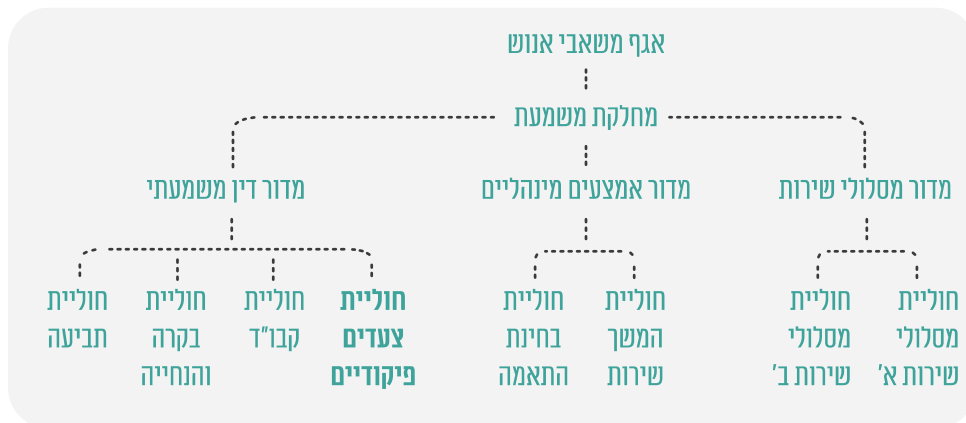 אגף משאבי אנוש
מחלקת משמעת
מדור מסלולי שירות
מדור אמצעים מינהליים
מדור דין משמעתי
חוליית
מסלולי
שירות א'
חוליית
מסלולי
שירות ב'
חוליית
המשך
שירות
חוליית
בחינת
התאמה
חוליית
צעדים
פיקודיים
חוליית
קבו"ד
חוליית
בקרה
והנחייה
חוליית
תביעה